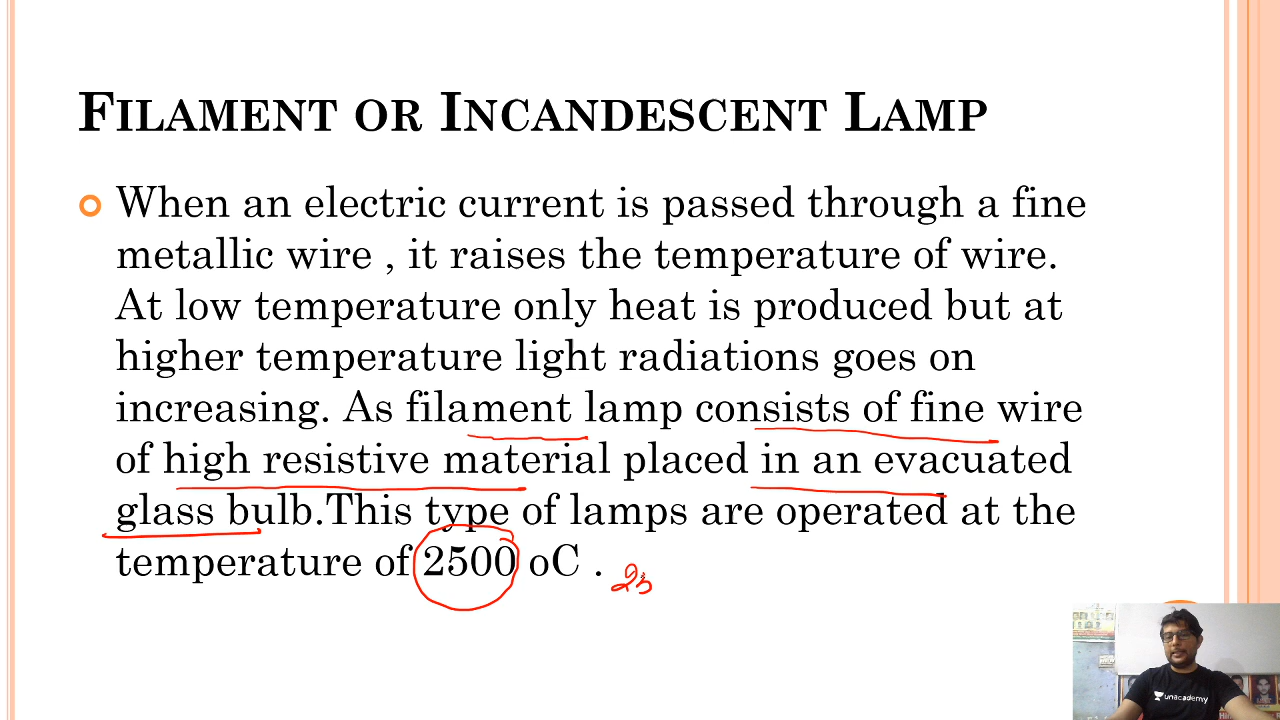 FILAMENT OR INCANDESCENT LAMP
When an electric current is passed through a fine
metallic wire , it raises the temperature of wire.
At low temperature only heat is produced but at
higher temperature light radiations goes on
increasing. As filament lamp consists of fine wire
of high resistive material placed in an evacuated
glass bulb.This type of lamps are operated at the
temperature of 2500 oC .
unacademy